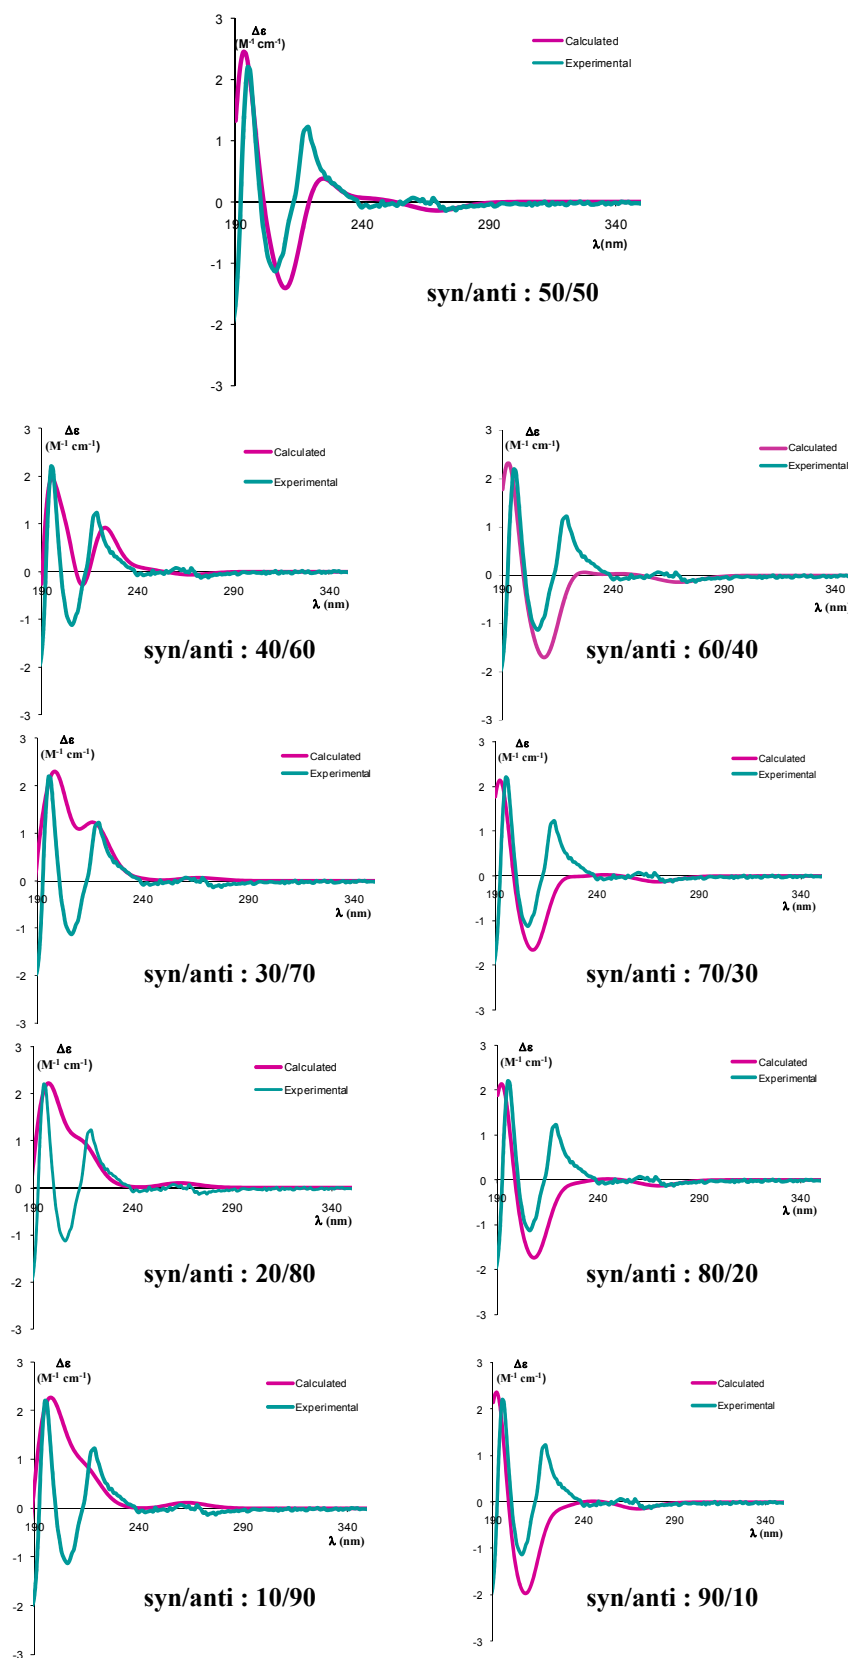 3
Δε
(M⁻¹ cm⁻¹)
Calculated
Experimental
2
1
0
190
240
290
340
λ(nm)
-1
syn/anti : 50/50
-2
-3
3
Δε
(M⁻¹ cm⁻¹)
Calculated
Experimental
2
1
0
190
240
290
340
λ (nm)
-1
syn/anti : 40/60
-2
-3
3
Δε
(M⁻¹ cm⁻¹)
Calculated
Experimental
2
1
0
190
240
290
340
λ (nm)
-1
syn/anti : 60/40
-2
-3
3
Δε
(M⁻¹ cm⁻¹)
Calculated
Experimental
2
1
0
190
240
290
340
λ (nm)
-1
syn/anti : 30/70
-2
-3
3
Δε
(M⁻¹ cm⁻¹)
Calculated
Experimental
2
1
0
190
240
290
340
λ (nm)
-1
syn/anti : 70/30
-2
-3
3
Δε
(M⁻¹ cm⁻¹)
Calculated
Experimental
2
1
0
190
240
290
340
λ (nm)
-1
syn/anti : 20/80
-2
-3
3
Δε
(M⁻¹ cm⁻¹)
Calculated
Experimental
2
1
0
190
240
290
340
λ (nm)
-1
syn/anti : 80/20
-2
-3
3
Δε
(M⁻¹ cm⁻¹)
Calculated
Experimental
2
1
0
190
240
290
340
λ (nm)
-1
syn/anti : 10/90
-2
-3
3
Δε
(M⁻¹ cm⁻¹)
Calculated
Experimental
2
1
0
190
240
290
340
λ (nm)
-1
syn/anti : 90/10
-2
-3